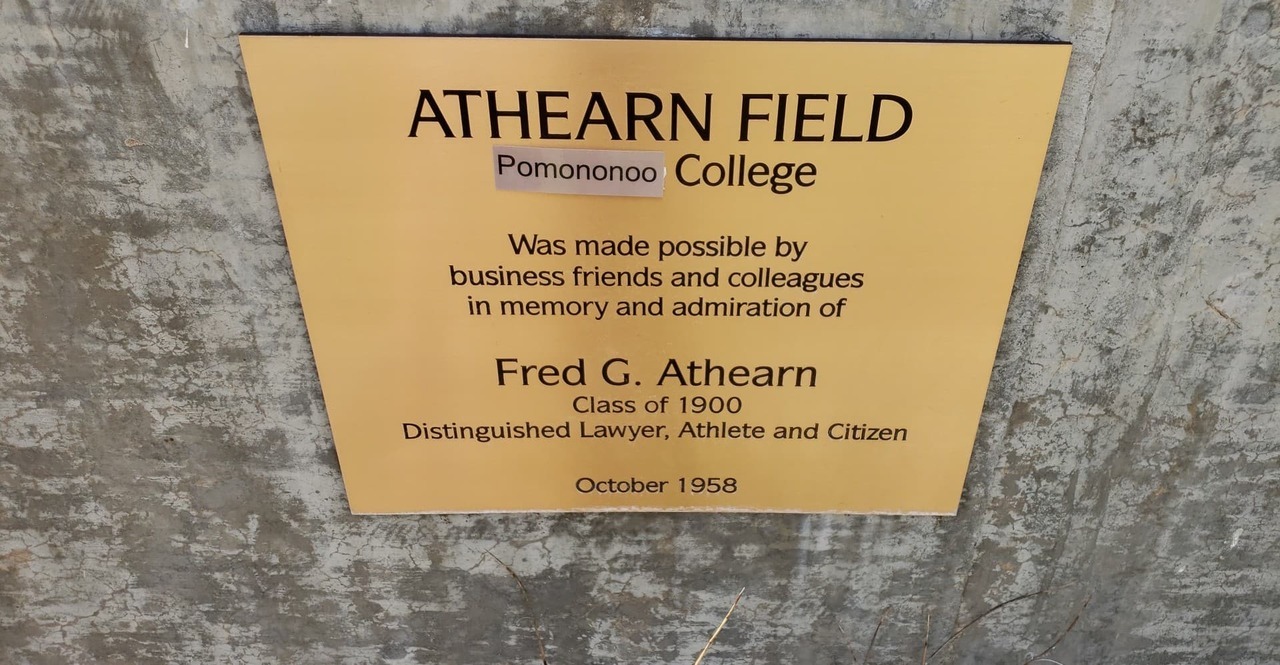 ATHEARN FIELD
Pomononoo College
Was made possible by
business friends and colleagues
in memory and admiration of
Fred G. Athearn
Class of 1900
Distinguished Lawyer, Athlete and Citizen
October 1958